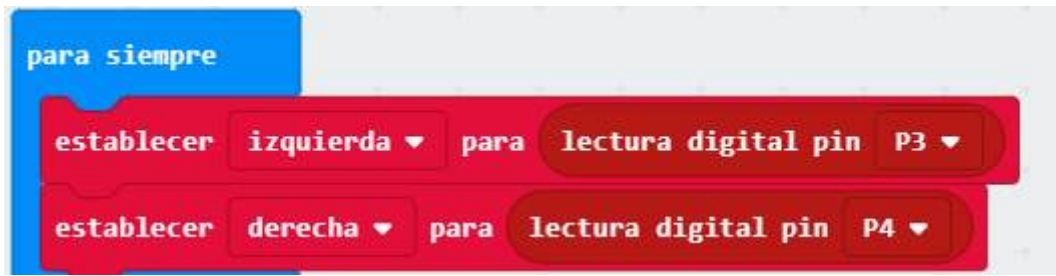 para siempre
establecer izquierda para lectura digital pin P3
establecer derecha para lectura digital pin P4